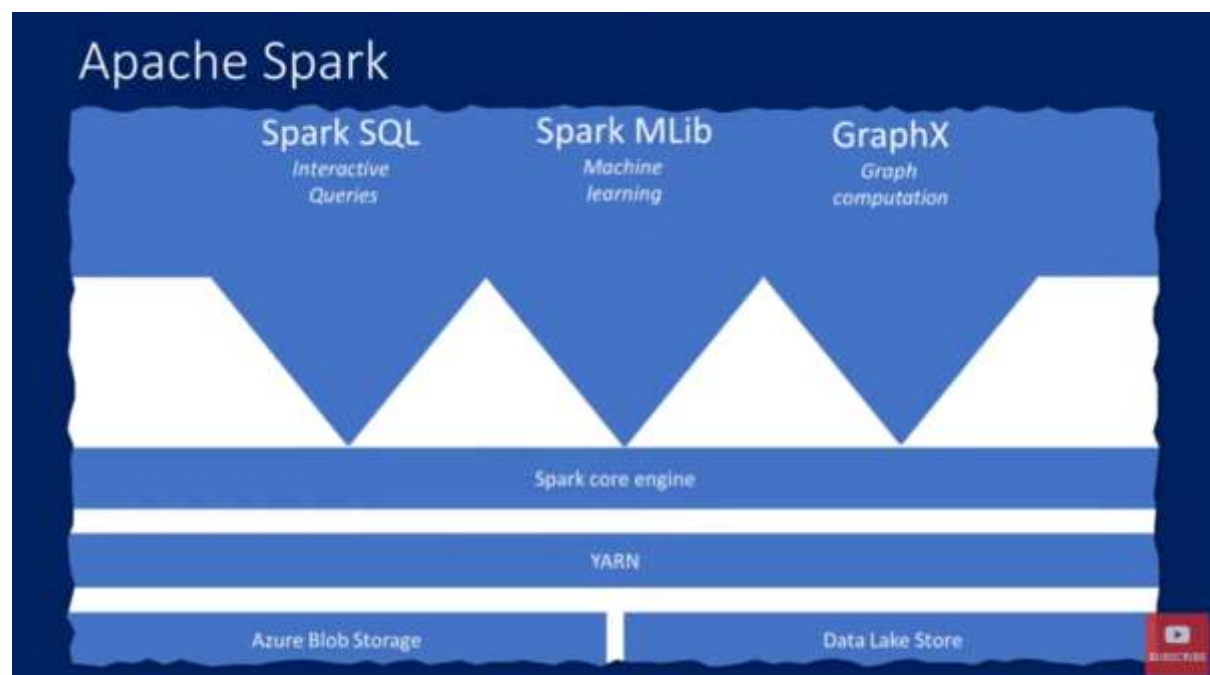 Apache Spark
Spark SQL
Interactive
Queries
Spark MLib
Machine
learning
GraphX
Graph
computation
Spark core engine
YARN
Azure Blob Storage
Data Lake Store
SUBSCRIBE